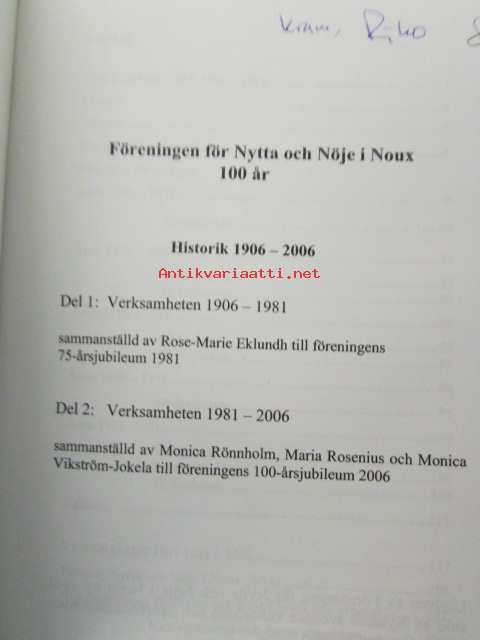 Kram,
Föreningen för Nytta och Nöje i Noux
100 år
Historik 1906 – 2006
Antikvariaatti.net
Del 1: Verksamheten 1906 – 1981
sammanställd av Rose-Marie Eklundh till föreningens
75-årsjubileum 1981
Del 2: Verksamheten 1981 – 2006
sammanställd av Monica Rönnholm, Maria Rosenius och Monica
Vikström-Jokela till föreningens 100-årsjubileum 2006